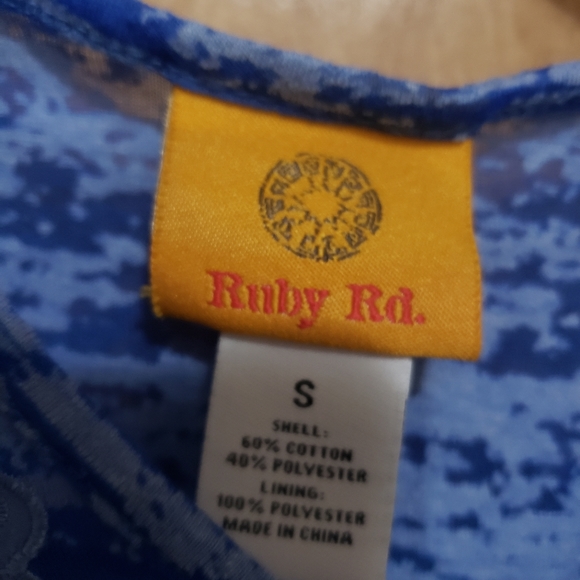 Ruby Rd.
S
SHELL:
60% COTTON
40% POLYESTER
LINING:
100% POLYESTER
MADE IN CHINA